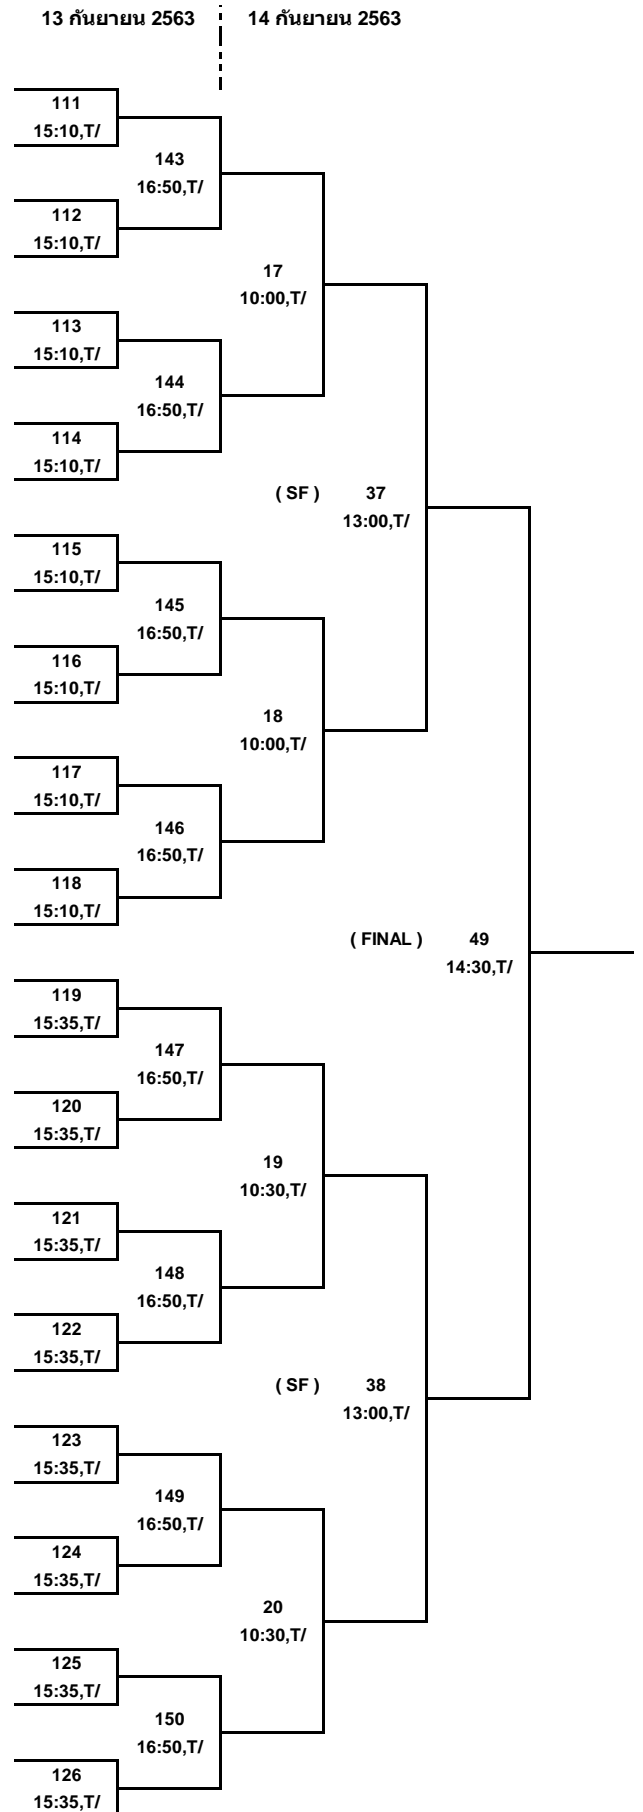 13 กันยายน 2563 14 กันยายน 2563
111
15:10,T/
143
16:50,T/
112
15:10,T/
17
10:00,T/
113
15:10,T/
144
16:50,T/
114
15:10,T/
( SF ) 37
13:00,T/
115
15:10,T/
145
16:50,T/
116
15:10,T/
18
10:00,T/
117
15:10,T/
146
16:50,T/
118
15:10,T/
( FINAL ) 49
14:30,T/
119
15:35,T/
147
16:50,T/
120
15:35,T/
19
10:30,T/
121
15:35,T/
148
16:50,T/
122
15:35,T/
( SF ) 38
13:00,T/
123
15:35,T/
149
16:50,T/
124
15:35,T/
20
10:30,T/
125
15:35,T/
150
16:50,T/
126
15:35,T/